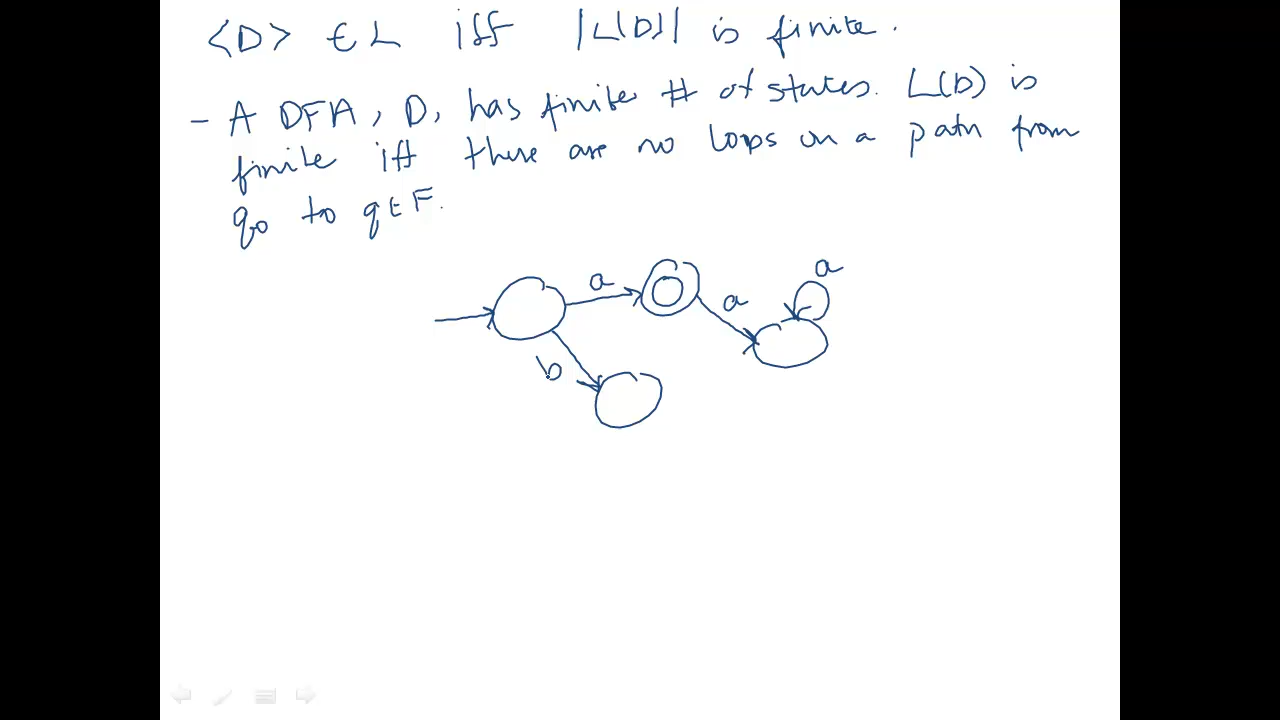 <D> ∈ L iff |L(D)| is finite.
- A DFA, D, has finite # of states. L(D) is
finite iff there are no loops on a path from
q0 to q∈F.
a
a
a
b